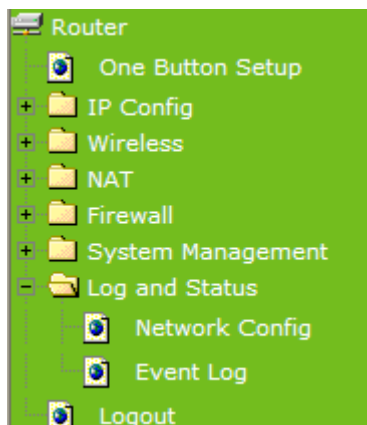 Router
One Button Setup
IP Config
Wireless
NAT
Firewall
System Management
Log and Status
Network Config
Event Log
Logout